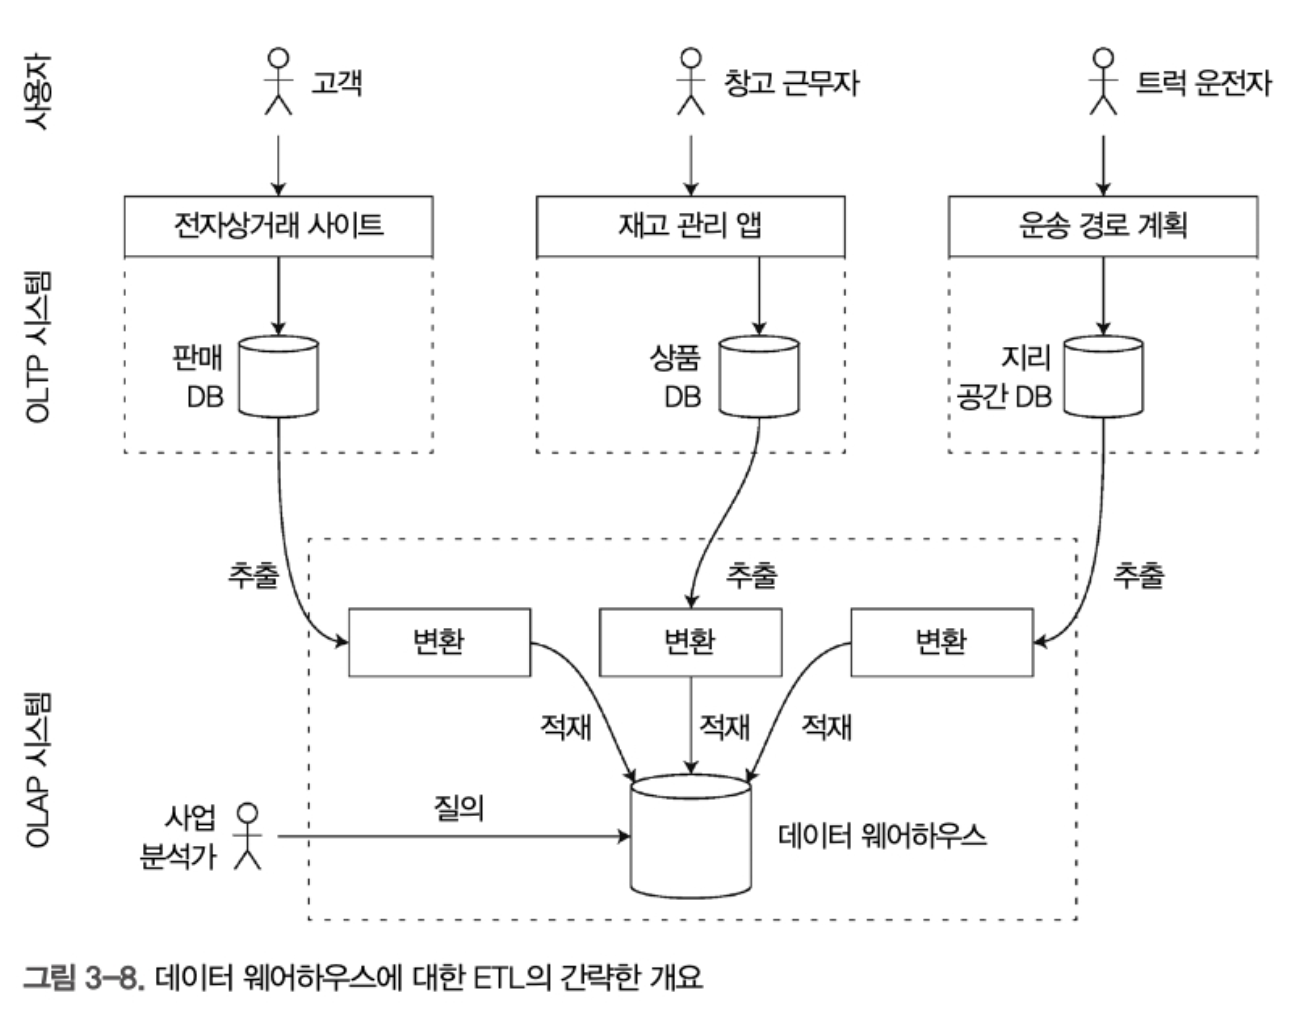 사용자
고객
창고 근무자
트럭 운전자
전자상거래 사이트
재고 관리 앱
운송 경로 계획
OLTP 시스템
판매
DB
상품
DB
지리
공간 DB
추출
추출
추출
변환
변환
변환
OLAP 시스템
적재
적재
적재
사업
분석가
질의
데이터 웨어하우스
그림 3-8. 데이터 웨어하우스에 대한 ETL의 간략한 개요